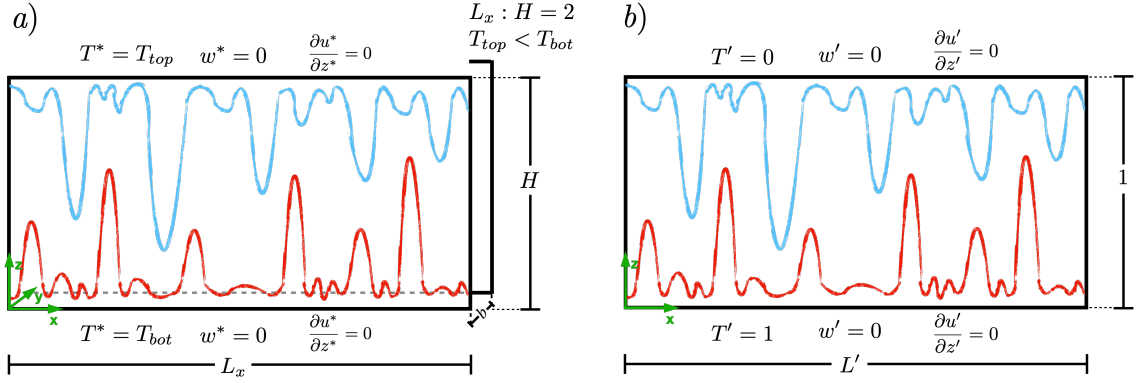 a)
L_x : H = 2
T_top < T_bot
T* = T_top w* = 0 ∂u*/∂z* = 0
H
z
y
x
b
T* = T_bot w* = 0 ∂u*/∂z* = 0
L_x
b)
T′ = 0 w′ = 0 ∂u′/∂z′ = 0
1
z
x
T′ = 1 w′ = 0 ∂u′/∂z′ = 0
L′